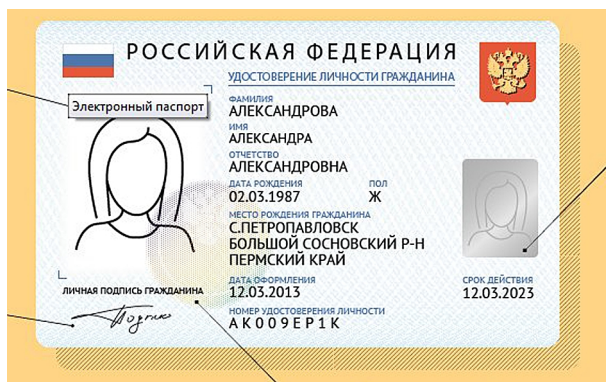 РОССИЙСКАЯ ФЕДЕРАЦИЯ
УДОСТОВЕРЕНИЕ ЛИЧНОСТИ ГРАЖДАНИНА
Электронный паспорт
ФАМИЛИЯ
АЛЕКСАНДРОВА
ИМЯ
АЛЕКСАНДРА
ОТЧЕТСТВО
АЛЕКСАНДРОВНА
ДАТА РОЖДЕНИЯ ПОЛ
02.03.1987 Ж
МЕСТО РОЖДЕНИЯ ГРАЖДАНИНА
С.ПЕТРОПАВЛОВСК
БОЛЬШОЙ СОСНОВСКИЙ Р-Н
ПЕРМСКИЙ КРАЙ
ЛИЧНАЯ ПОДПИСЬ ГРАЖДАНИНА
Подпис
ДАТА ОФОРМЛЕНИЯ СРОК ДЕЙСТВИЯ
12.03.2013 12.03.2023
НОМЕР УДОСТОВЕРЕНИЯ ЛИЧНОСТИ
АК009ЕР1К